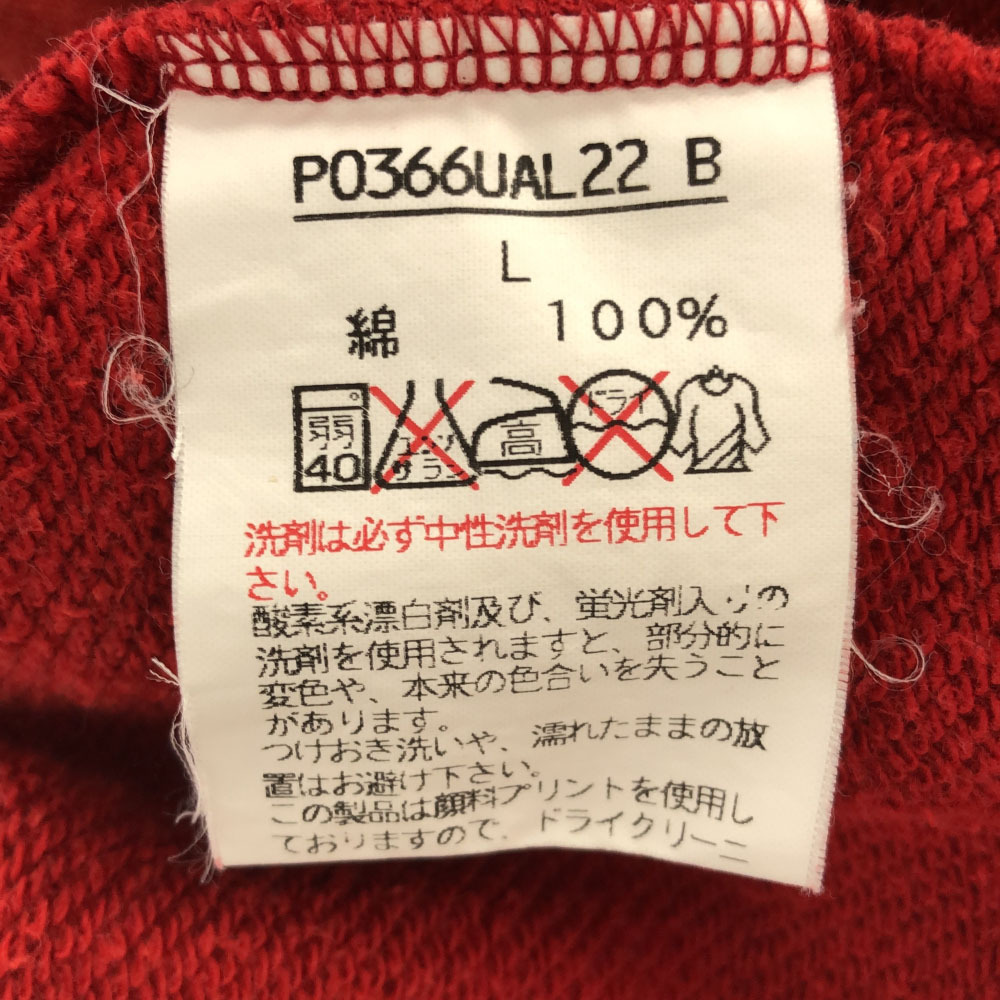 P0366UAL22 B
L
綿 100%
弱 40 エンソ サラシ 高 ドライ
洗剤は必ず中性洗剤を使用して下
さい。
酸素系漂白剤及び、蛍光剤入りの
洗剤を使用されますと、部分的に
変色や、本来の色合いを失うこと
があります。
つけおき洗いや、濡れたままの放
置はお避け下さい。
この製品は顔料プリントを使用し
ておりますので、ドライクリーニ